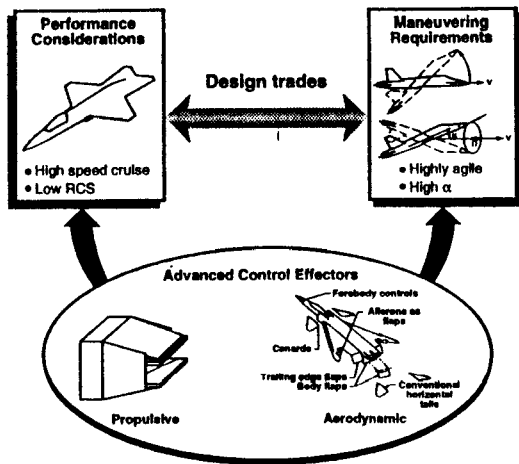 Performance
Considerations
• High speed cruise
• Low RCS
Design trades
Maneuvering
Requirements
V
V
• Highly agile
• High α
Advanced Control Effectors
Propulsive
Forebody controls
Ailerons as
flaps
Canards
Trailing edge flaps
Body flaps
Conventional
horizontal
tails
Aerodynamic